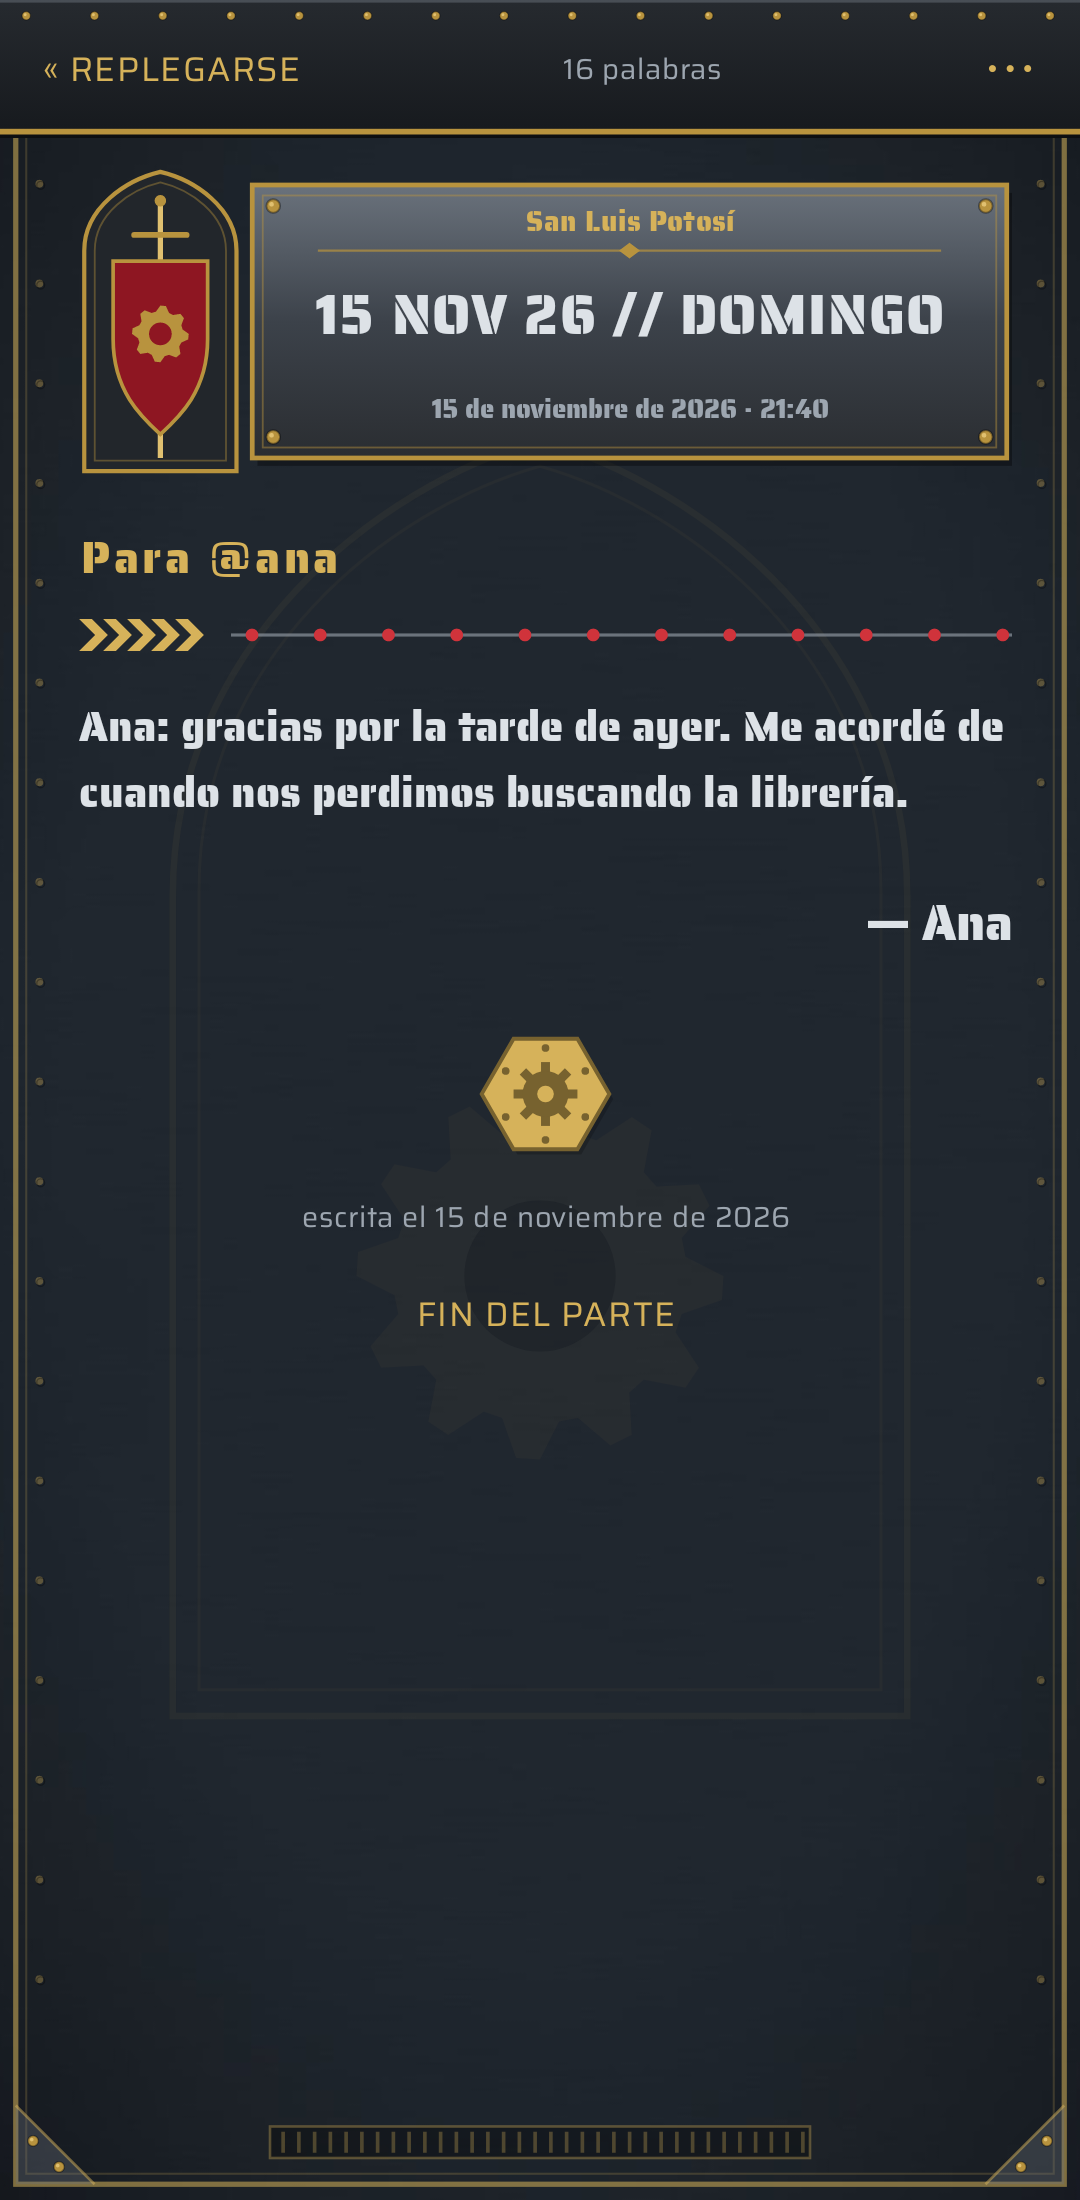 « REPLEGARSE
16 palabras
San Luis Potosí
15 NOV 26 // DOMINGO
15 de noviembre de 2026 - 21:40
Para @ana
Ana: gracias por la tarde de ayer. Me acordé de
cuando nos perdimos buscando la librería.
— Ana
escrita el 15 de noviembre de 2026
FIN DEL PARTE